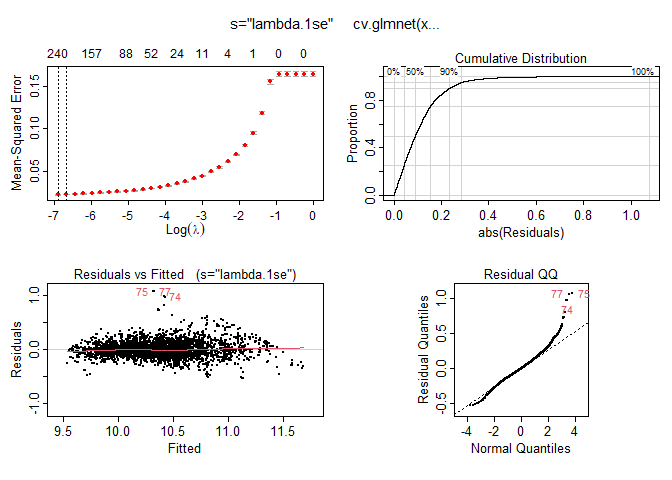 s="lambda.1se" cv.glmnet(x...
240 157 88 52 24 11 4 1 0 0
Mean-Squared Error
0.15
0.10
0.05
-7 -6 -5 -4 -3 -2 -1 0
Log(λ)
Cumulative Distribution
0% 50% 90% 100%
Proportion
0.8
0.4
0.0
0.0 0.2 0.4 0.6 0.8 1.0
abs(Residuals)
Residuals vs Fitted (s="lambda.1se")
75 77
74
Residuals
1.0
0.0
-1.0
9.5 10.0 10.5 11.0 11.5
Fitted
Residual QQ
77 75
74
Residual Quantiles
1.0
0.5
0.0
-0.5
-4 -2 0 2 4
Normal Quantiles